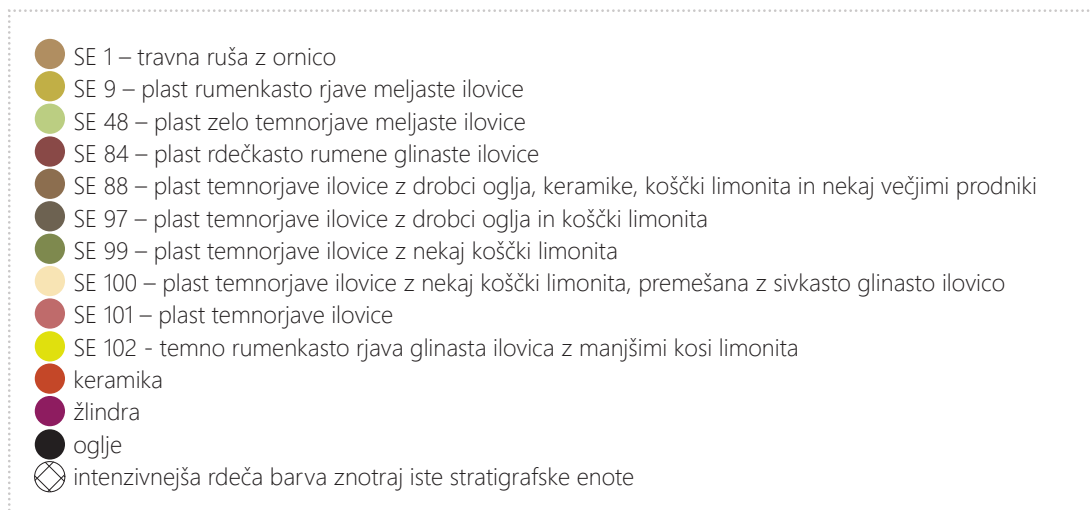 SE 1 – travna ruša z ornico
SE 9 – plast rumenkasto rjave meljaste ilovice
SE 48 – plast zelo temnorjave meljaste ilovice
SE 84 – plast rdečkasto rumene glinaste ilovice
SE 88 – plast temnorjave ilovice z drobci oglja, keramike, koščki limonita in nekaj večjimi prodniki
SE 97 – plast temnorjave ilovice z drobci oglja in koščki limonita
SE 99 – plast temnorjave ilovice z nekaj koščki limonita
SE 100 – plast temnorjave ilovice z nekaj koščki limonita, premešana z sivkasto glinasto ilovico
SE 101 – plast temnorjave ilovice
SE 102 - temno rumenkasto rjava glinasta ilovica z manjšimi kosi limonita
keramika
žlindra
oglje
intenzivnejša rdeča barva znotraj iste stratigrafske enote